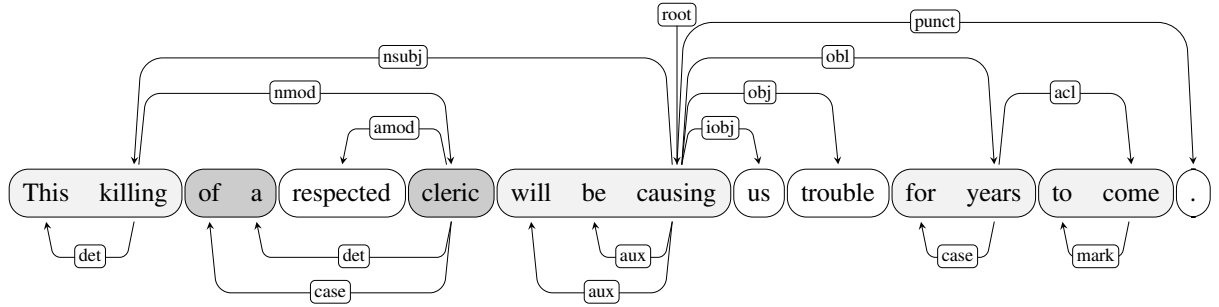 root
punct
nsubj
obl
nmod
obj
acl
amod
iobj
This killing of a respected cleric will be causing us trouble for years to come .
det
det
aux
case
mark
case
aux